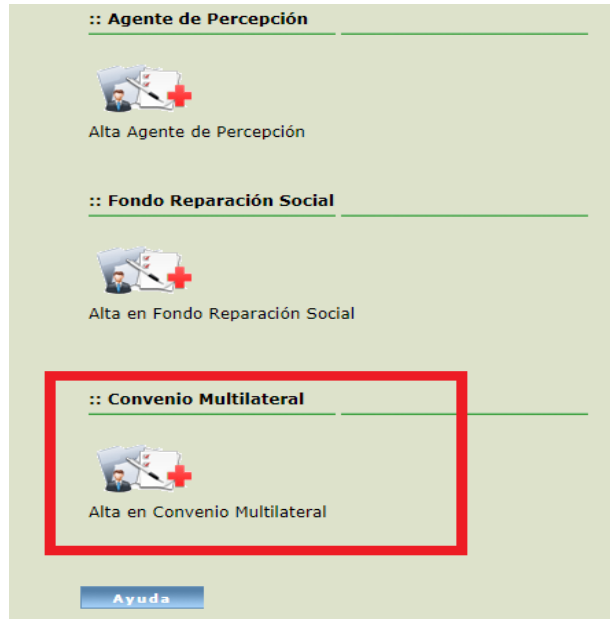 :: Agente de Percepción
Alta Agente de Percepción
:: Fondo Reparación Social
Alta en Fondo Reparación Social
:: Convenio Multilateral
Alta en Convenio Multilateral
Ayuda